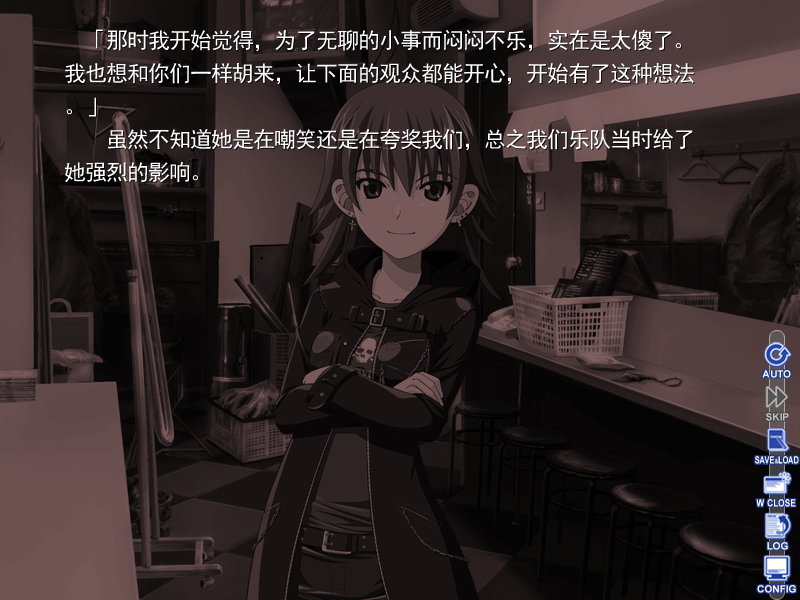 「那时我开始觉得，为了无聊的小事而闷闷不乐，实在是太傻了。
我也想和你们一样胡来，让下面的观众都能开心，开始有了这种想法
。」
虽然不知道她是在嘲笑还是在夸奖我们，总之我们乐队当时给了
她强烈的影响。
AUTO
SKIP
SAVE&LOAD
W CLOSE
LOG
CONFIG